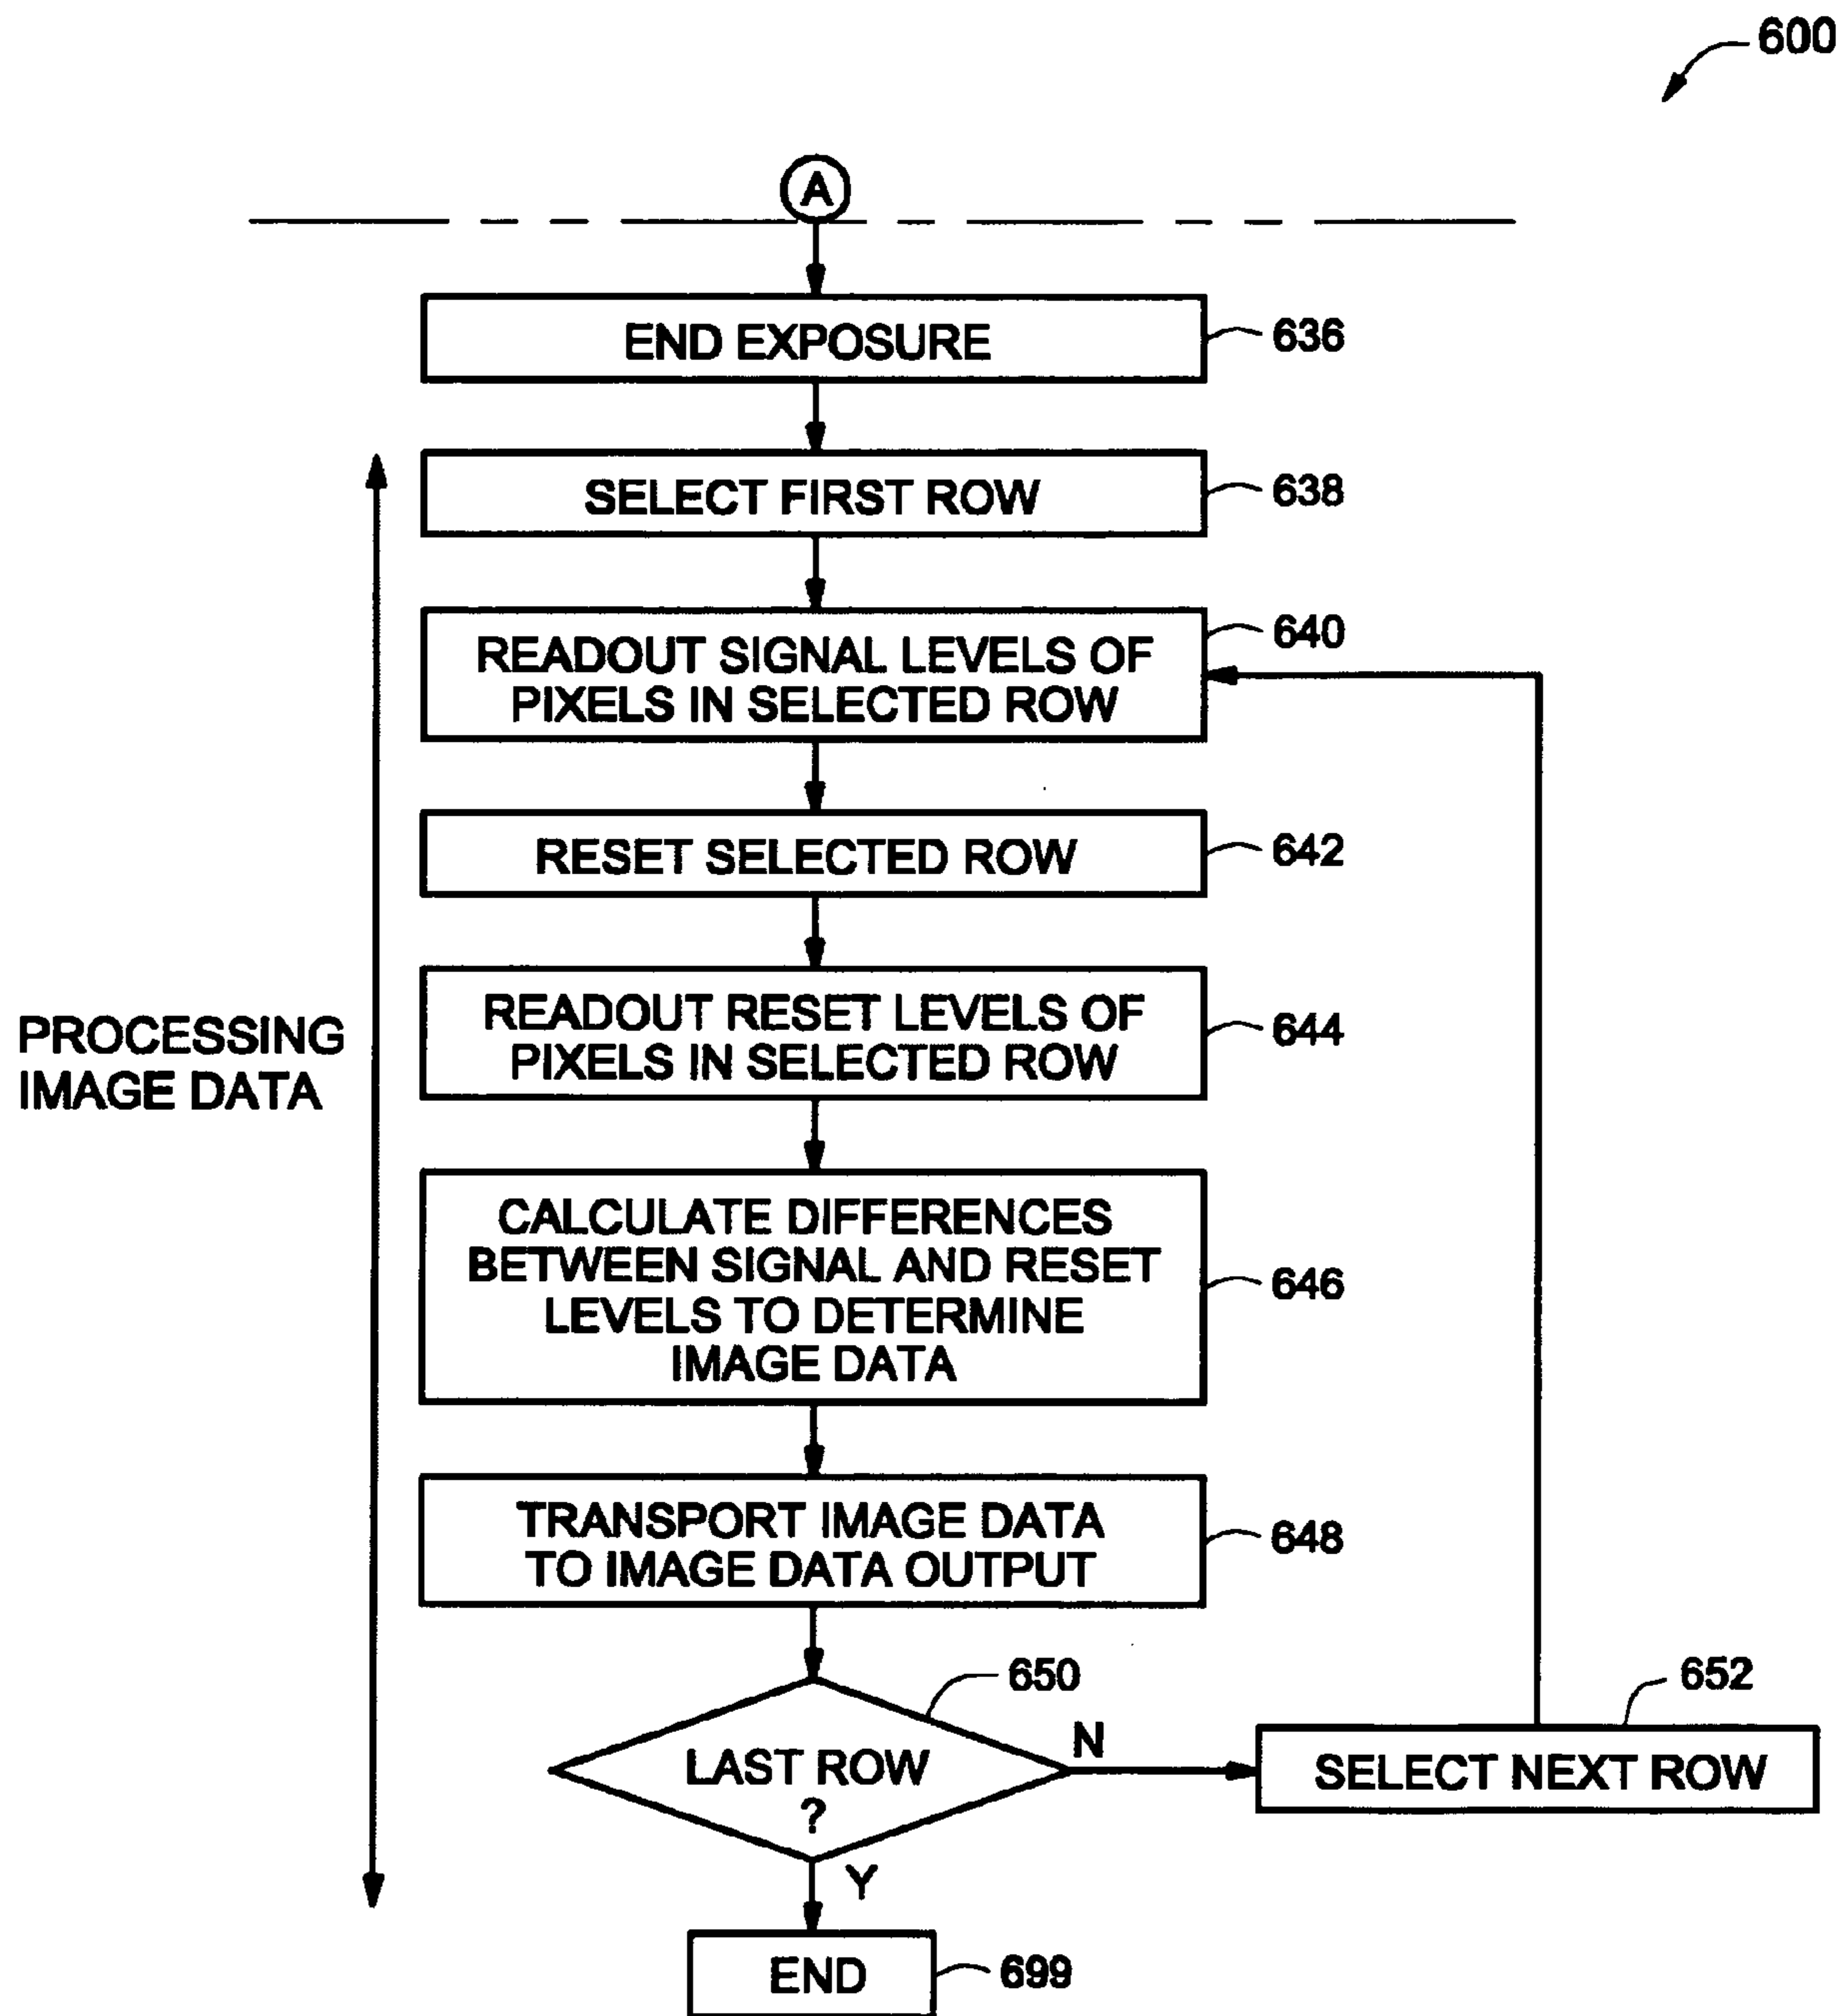 600
A
END EXPOSURE
636
SELECT FIRST ROW
638
READOUT SIGNAL LEVELS OF
PIXELS IN SELECTED ROW
640
RESET SELECTED ROW
642
READOUT RESET LEVELS OF
PIXELS IN SELECTED ROW
644
PROCESSING
IMAGE DATA
CALCULATE DIFFERENCES
BETWEEN SIGNAL AND RESET
LEVELS TO DETERMINE
IMAGE DATA
646
TRANSPORT IMAGE DATA
TO IMAGE DATA OUTPUT
648
650
LAST ROW
?
N
652
SELECT NEXT ROW
Y
END
699